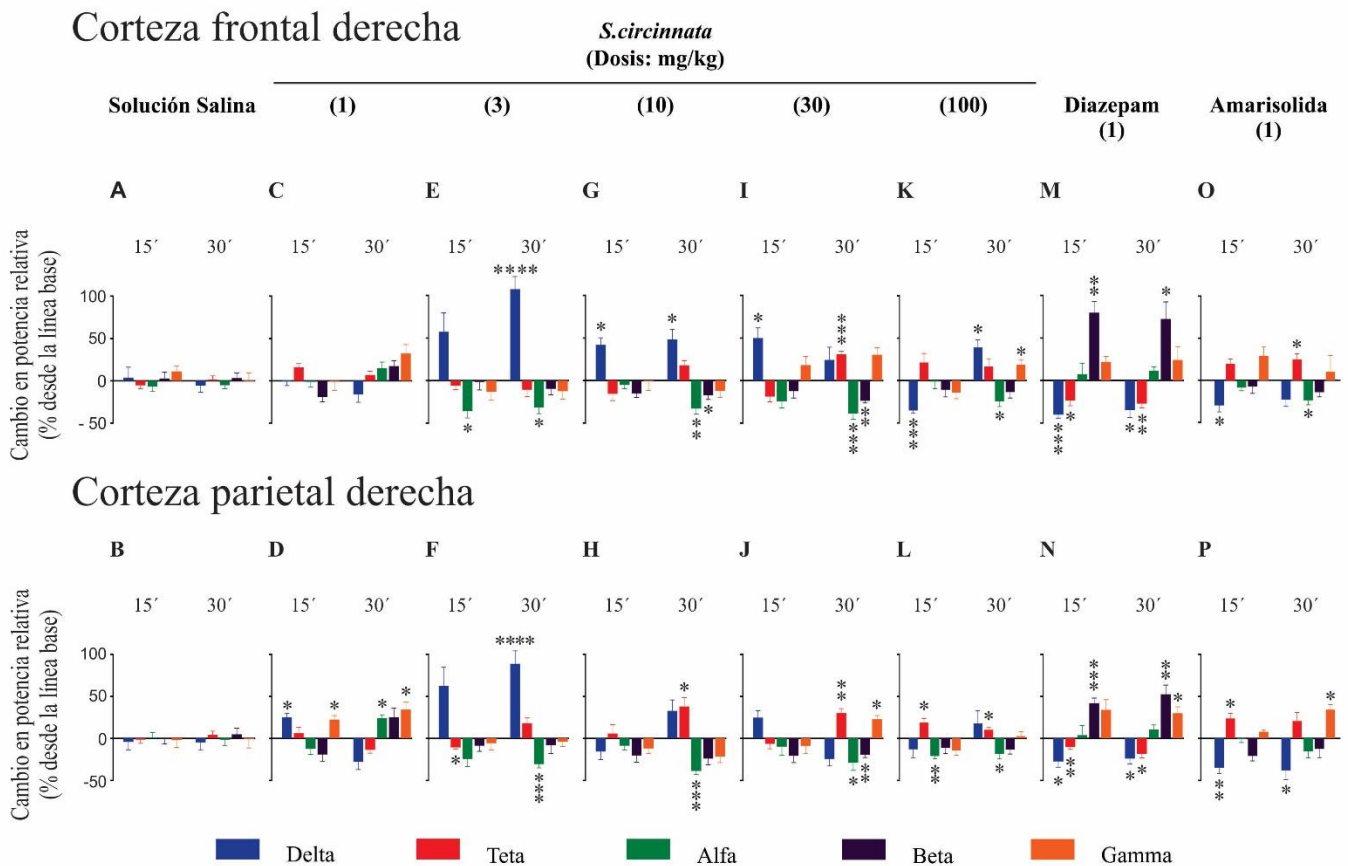 Corteza frontal derecha
S.circinnata
(Dosis: mg/kg)
Solución Salina (1) (3) (10) (30) (100) Diazepam (1) Amarisolida (1)
A C E G I K M O
15´ 30´ 15´ 30´ 15´ 30´ 15´ 30´ 15´ 30´ 15´ 30´ 15´ 30´ 15´ 30´
Cambio en potencia relativa
(% desde la línea base)
100
50
0
- 50
**** * * * *** * * ** * *
* * ** * *** ** *** * *** * * ** * *
Corteza parietal derecha
B D F H J L N P
15´ 30´ 15´ 30´ 15´ 30´ 15´ 30´ 15´ 30´ 15´ 30´ 15´ 30´ 15´ 30´
Cambio en potencia relativa
(% desde la línea base)
100
50
0
-50
* * * * **** * ** * * * *** ** * * *
* *** *** * ** ** * * ** * * ** *
Delta Teta Alfa Beta Gamma